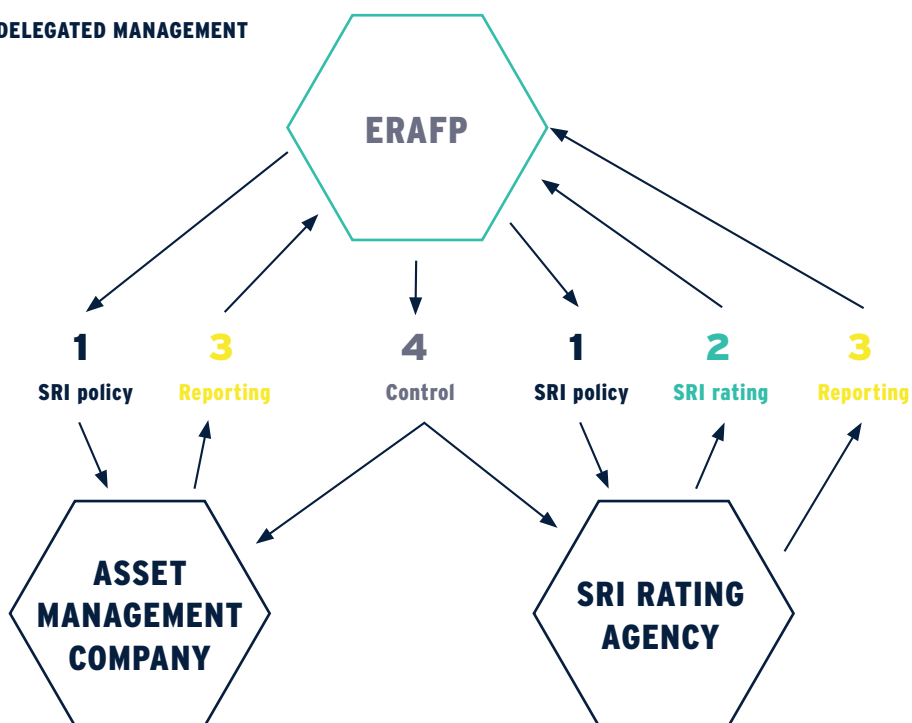 DELEGATED MANAGEMENT
ERAFP
1
SRI policy
3
Reporting
4
Control
1
SRI policy
2
SRI rating
3
Reporting
ASSET
MANAGEMENT
COMPANY
SRI RATING
AGENCY